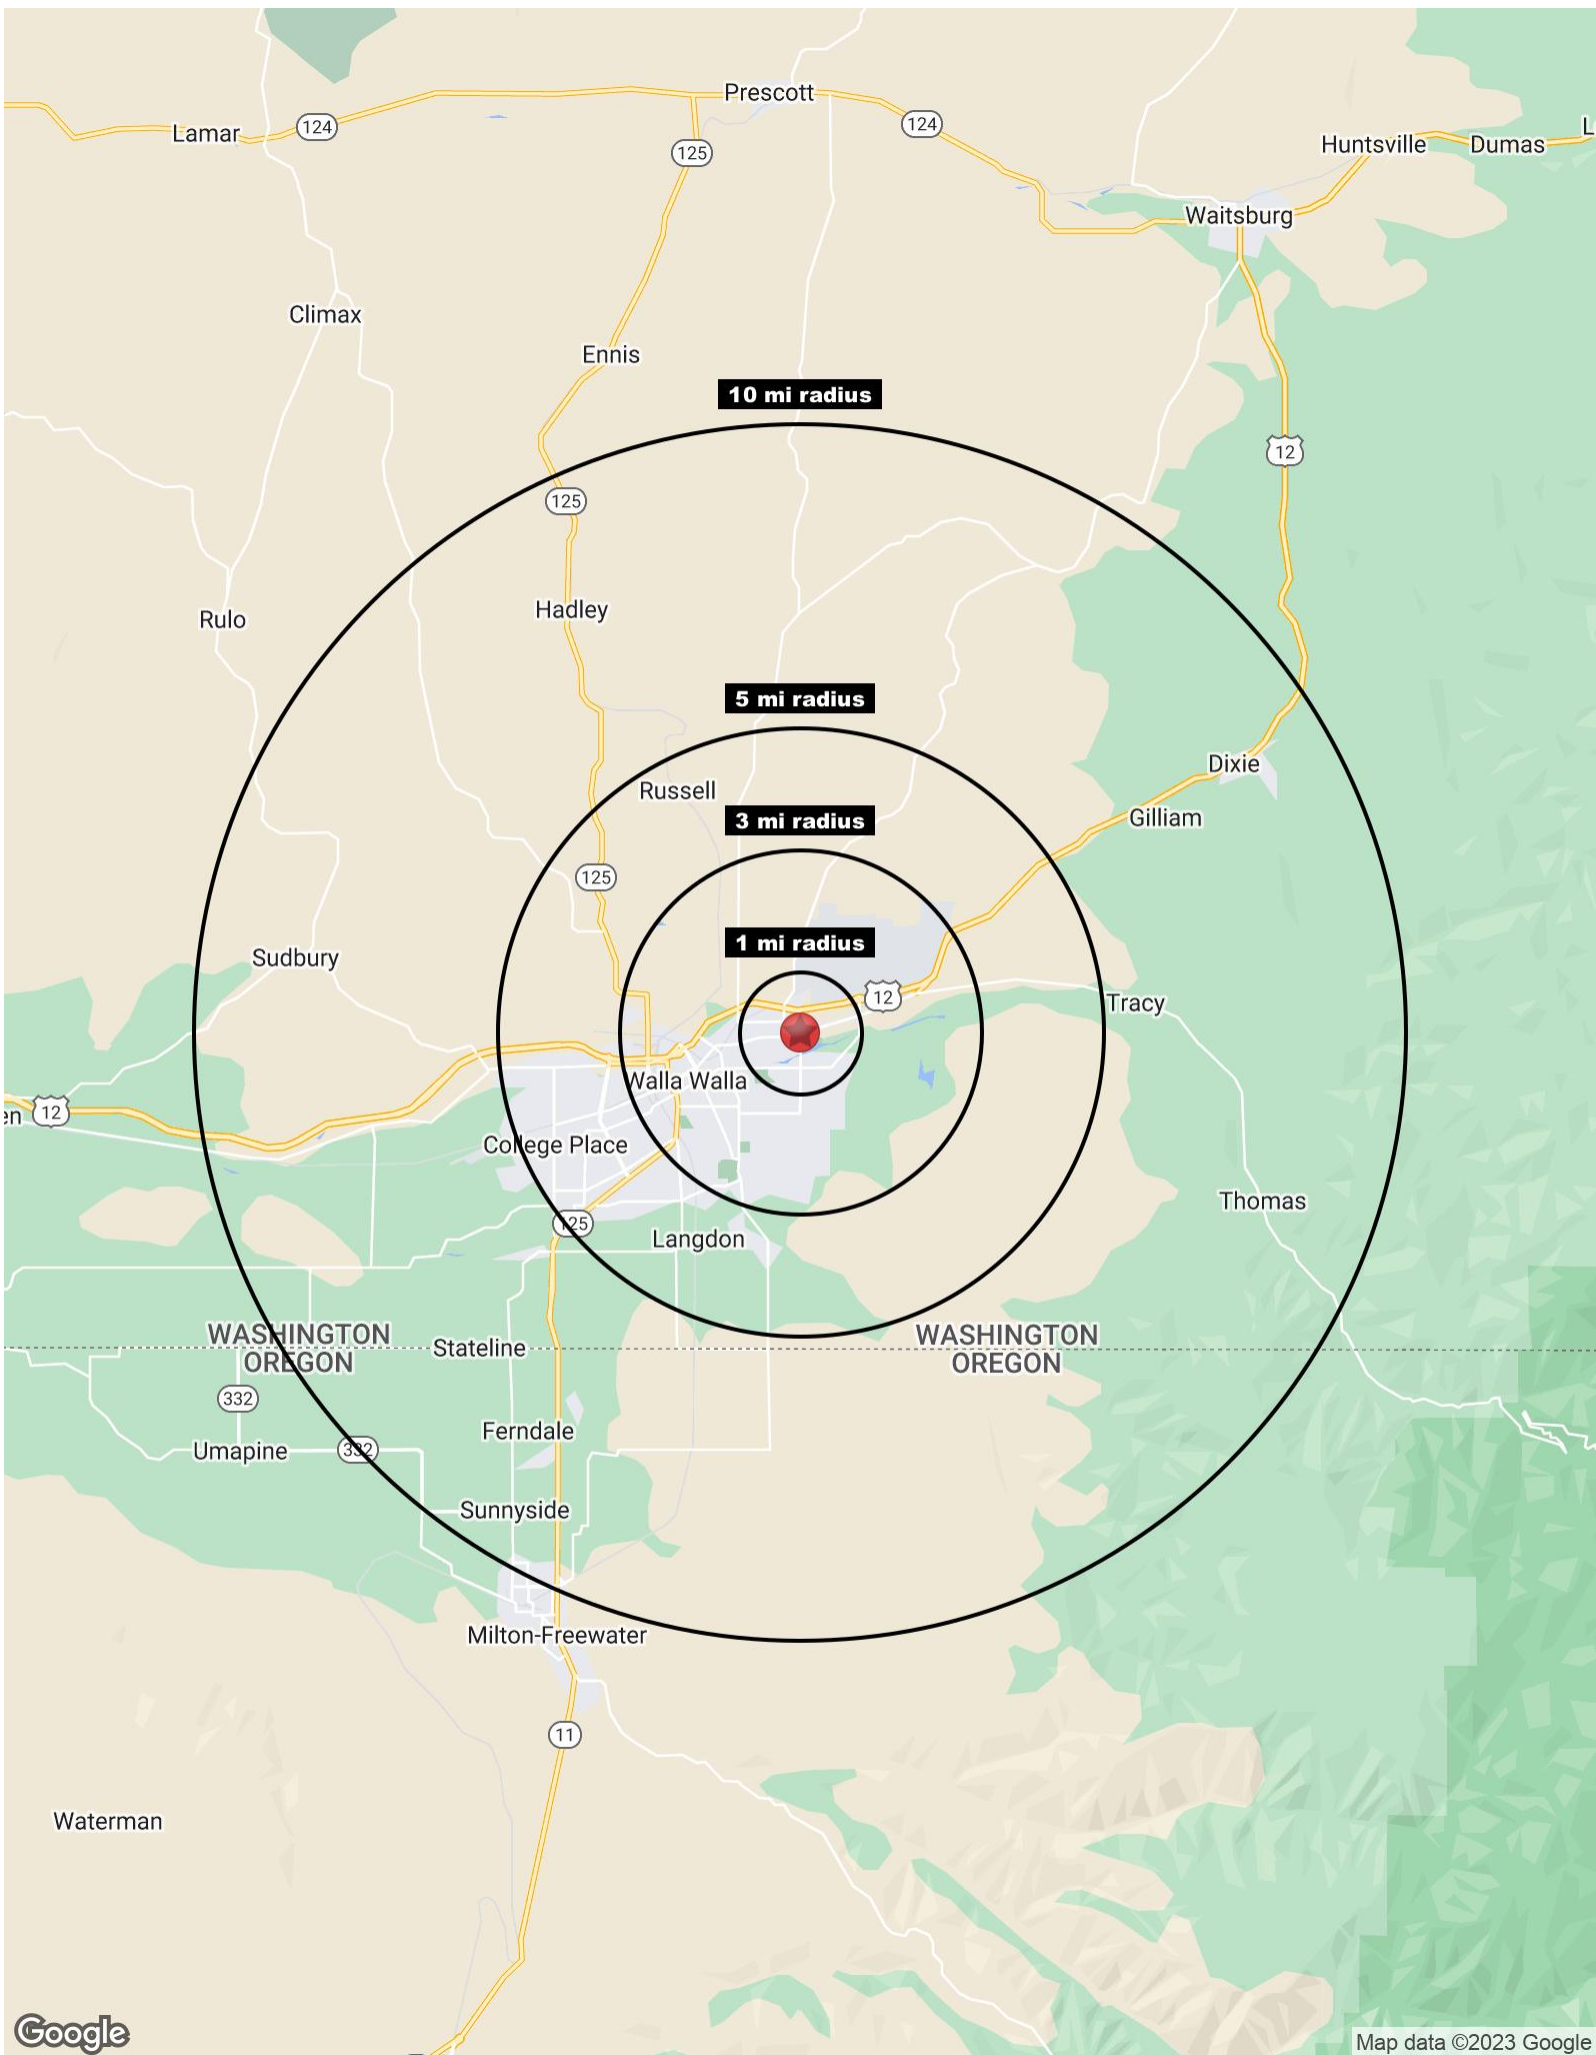 Prescott
124
Lamar
124
125
Huntsville
Dumas
L
Waitsburg
Climax
Ennis
10 mi radius
12
125
Hadley
Rulo
5 mi radius
Dixie
Russell
Gilliam
3 mi radius
125
1 mi radius
Sudbury
12
Tracy
Walla Walla
12
en
College Place
Thomas
125
Langdon
WASHINGTON
OREGON
WASHINGTON
OREGON
Stateline
332
Ferndale
332
Umapine
Sunnyside
Milton-Freewater
11
Waterman
Google
Map data ©2023 Google